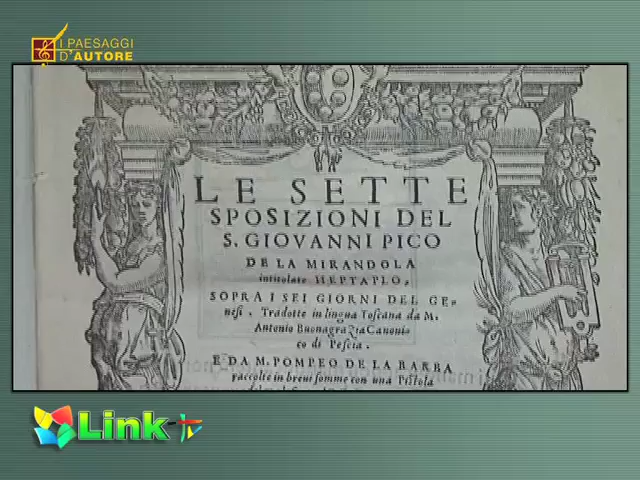 I PAESAGGI
D'AUTORE
LE SETTE
SPOSIZIONI DEL
S. GIOVANNI PICO
DE LA MIRANDOLA
intitolate HEPTAPLO,
SOPRA I SEI GIORNI DEL GE-
nesi. Tradotte in lingua Toscana da M.
Antonio Buonagrazia Canoni
co di Pescia.
E DA M. POMPEO DE LA BARBA
raccolte in breui somme con una Pistola
Link tv